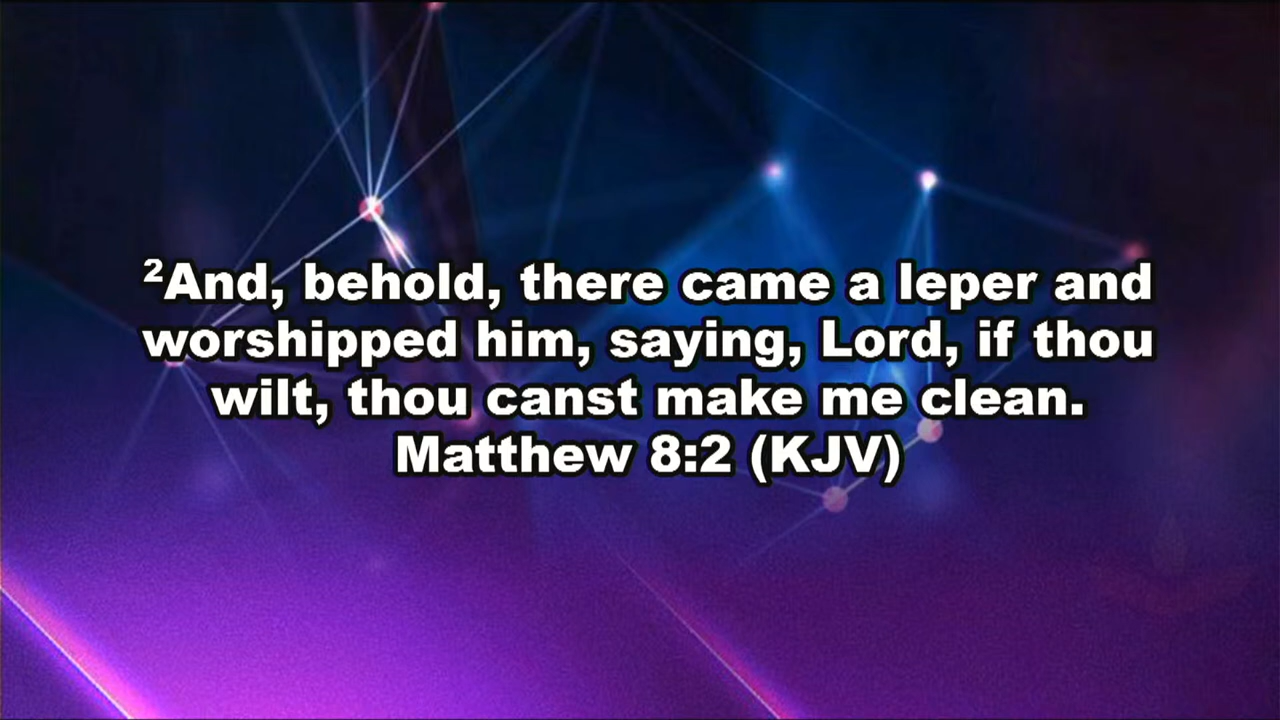 ²And, behold, there came a leper and
worshipped him, saying, Lord, if thou
wilt, thou canst make me clean.
Matthew 8:2 (KJV)